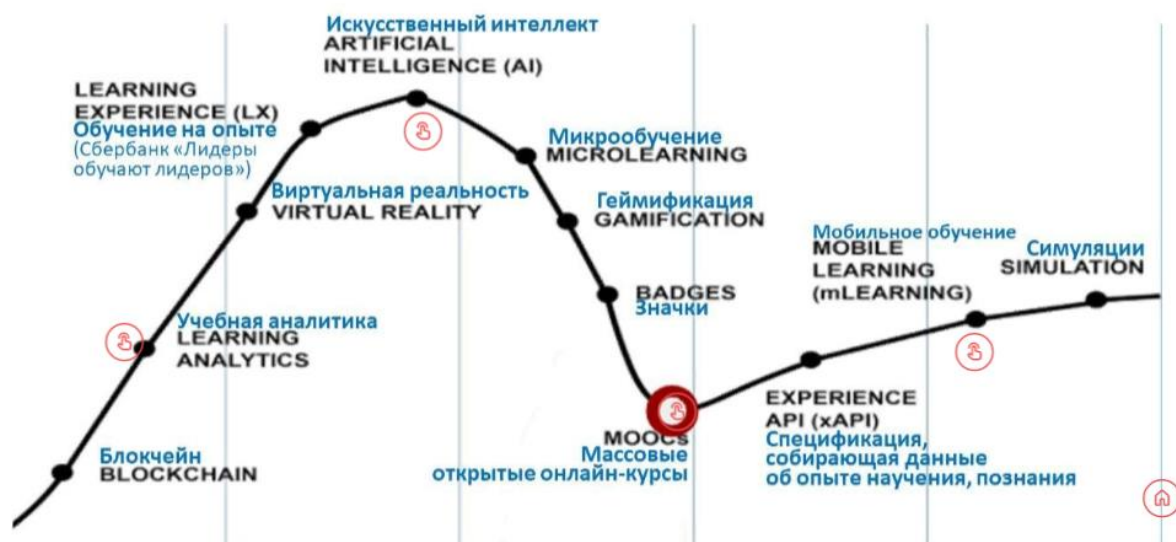 Искусственный интеллект
ARTIFICIAL
INTELLIGENCE (AI)
LEARNING
EXPERIENCE (LX)
Обучение на опыте
(Сбербанк «Лидеры
обучают лидеров»)
Микрообучение
MICROLEARNING
Виртуальная реальность
VIRTUAL REALITY
Геймификация
GAMIFICATION
Мобильное обучение
MOBILE
LEARNING
(mLEARNING)
Симуляции
SIMULATION
BADGES
Значки
Учебная аналитика
LEARNING
ANALYTICS
EXPERIENCE
API (xAPI)
Спецификация,
собирающая данные
об опыте научения, познания
MOOCs
Массовые
открытые онлайн-курсы
Блокчейн
BLOCKCHAIN